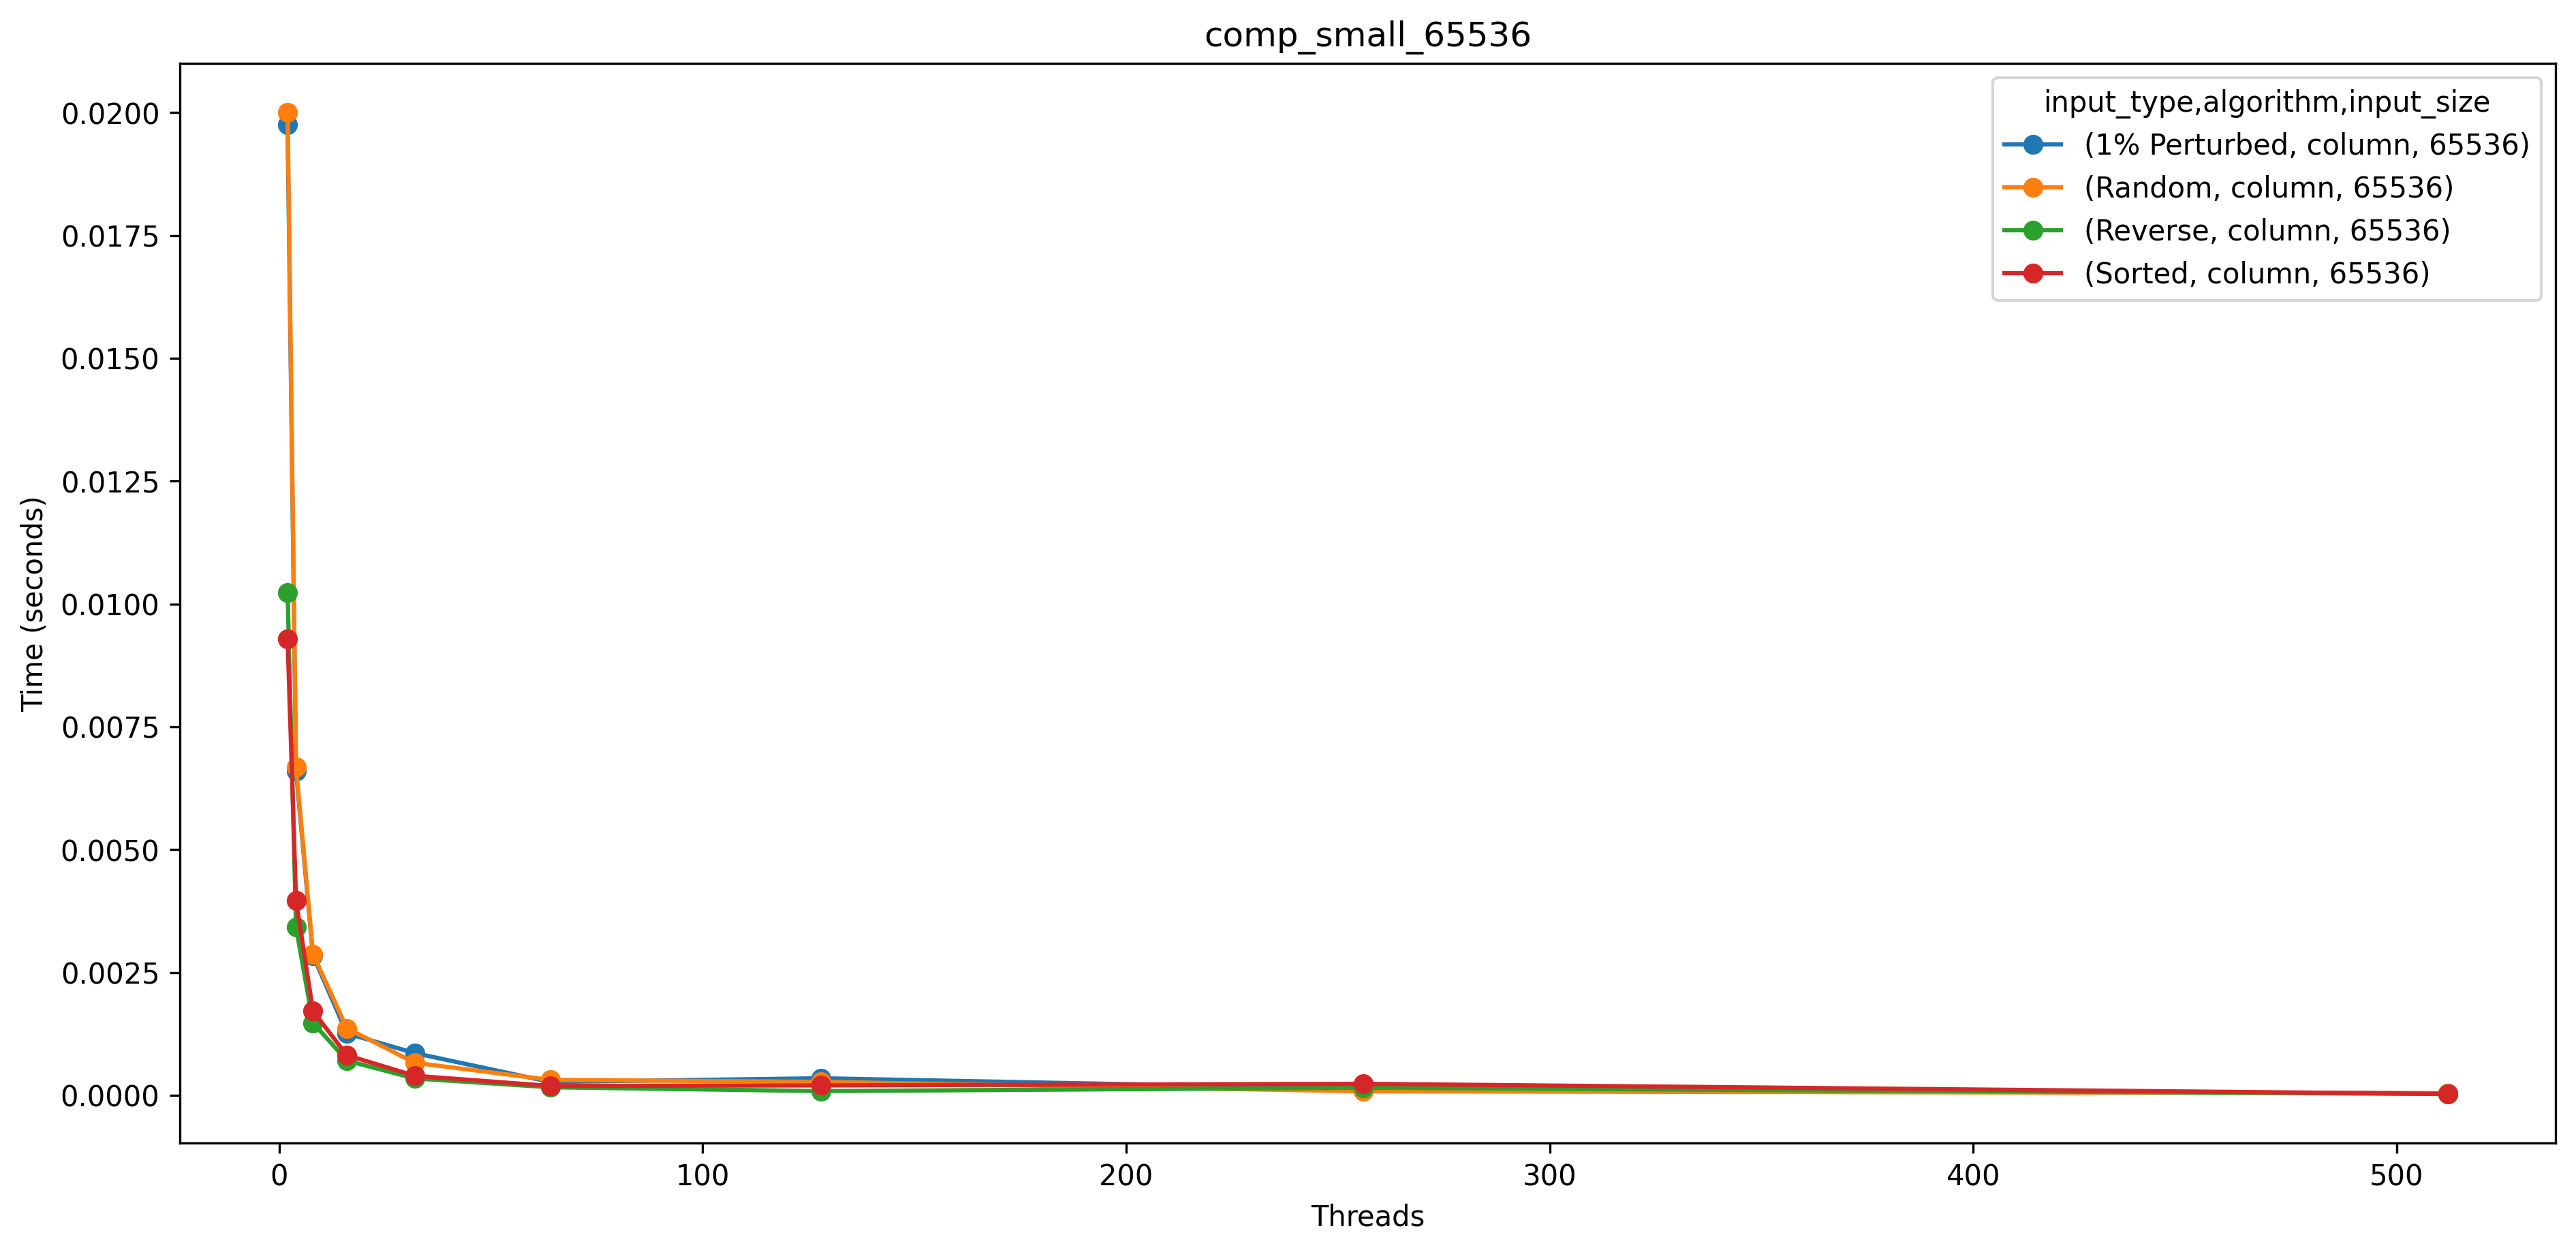 comp_small_65536
input_type,algorithm,input_size
(1% Perturbed, column, 65536)
(Random, column, 65536)
(Reverse, column, 65536)
(Sorted, column, 65536)
0.0200
0.0175
0.0150
0.0125
0.0100
0.0075
0.0050
0.0025
0.0000
Time (seconds)
0 100 200 300 400 500
Threads